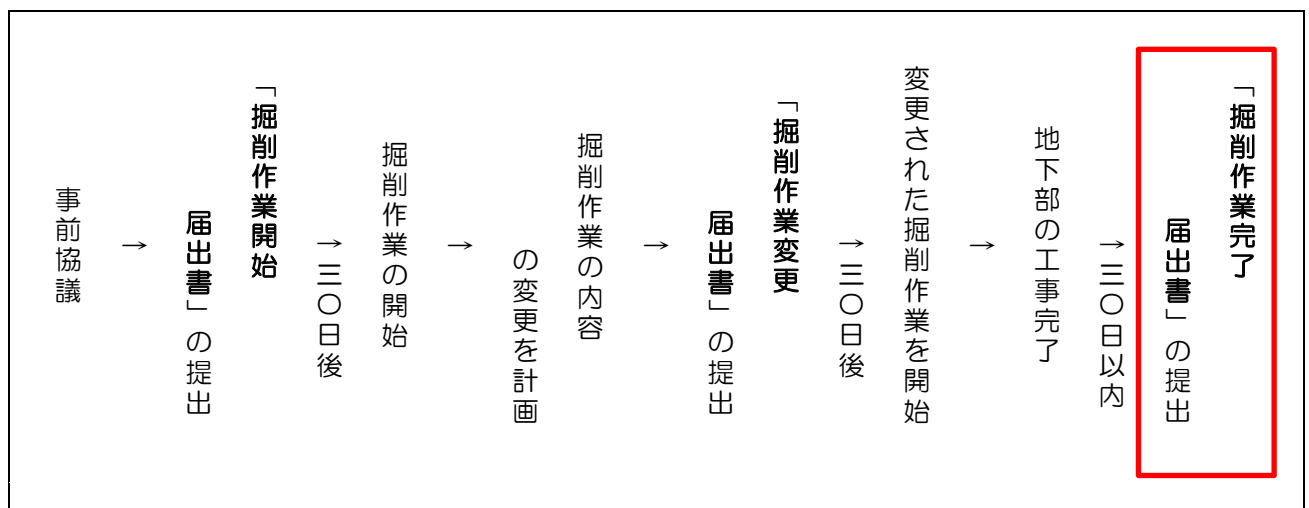 事前協議
→
「掘削作業開始
届出書」の提出
→三〇日後
掘削作業の開始
→
掘削作業の内容
の変更を計画
→
「掘削作業変更
届出書」の提出
→三〇日後
変更された掘削作業を開始
→
地下部の工事完了
→三〇日以内
「掘削作業完了
届出書」の提出